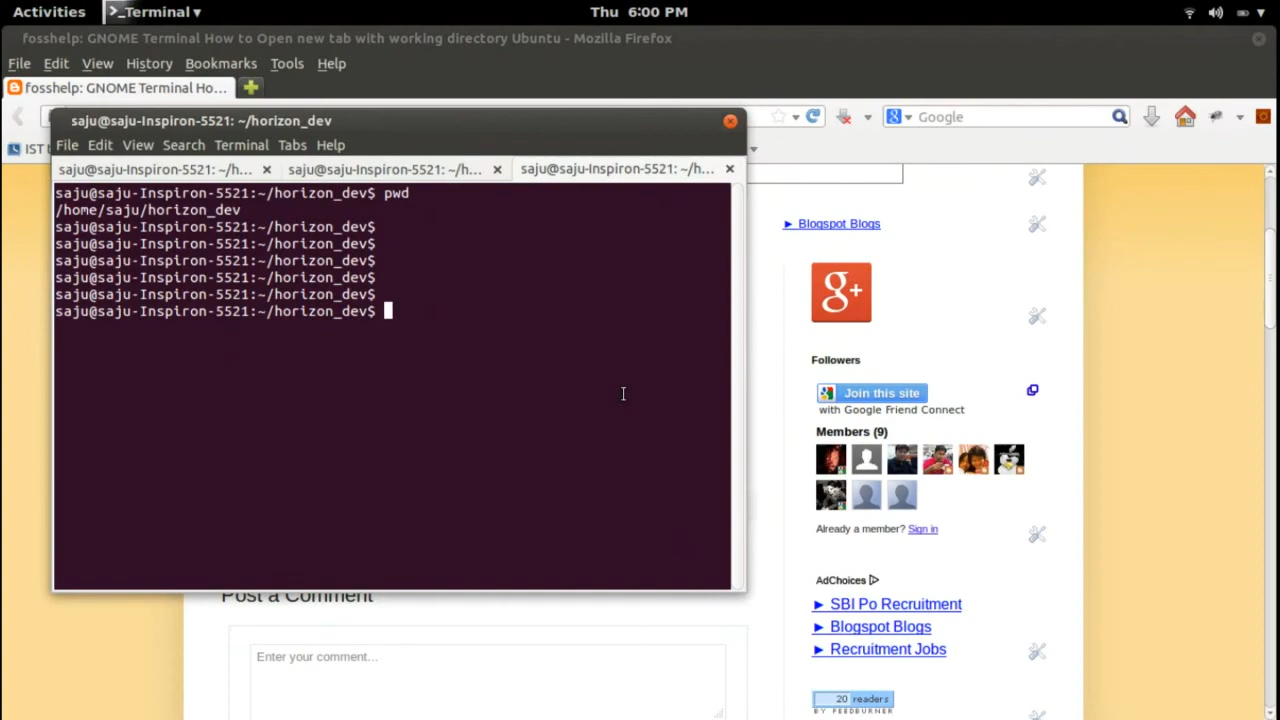 Activities
>_Terminal ▾
Thu 6:00 PM
fosshelp: GNOME Terminal How to Open new tab with working directory Ubuntu - Mozilla Firefox
File Edit View History Bookmarks Tools Help
fosshelp: GNOME Terminal Ho...
Google
IST t
saju@saju-Inspiron-5521: ~/horizon_dev
File Edit View Search Terminal Tabs Help
saju@saju-Inspiron-5521: ~/h... saju@saju-Inspiron-5521: ~/h... saju@saju-Inspiron-5521: ~/h...
saju@saju-Inspiron-5521:~/horizon_dev$ pwd
/home/saju/horizon_dev
saju@saju-Inspiron-5521:~/horizon_dev$
saju@saju-Inspiron-5521:~/horizon_dev$
saju@saju-Inspiron-5521:~/horizon_dev$
saju@saju-Inspiron-5521:~/horizon_dev$
saju@saju-Inspiron-5521:~/horizon_dev$
saju@saju-Inspiron-5521:~/horizon_dev$
► Blogspot Blogs
g+
Followers
Join this site
with Google Friend Connect
Members (9)
Already a member? Sign in
AdChoices
► SBI Po Recruitment
► Blogspot Blogs
► Recruitment Jobs
20 readers
BY FEEDBURNER
Post a Comment
Enter your comment...